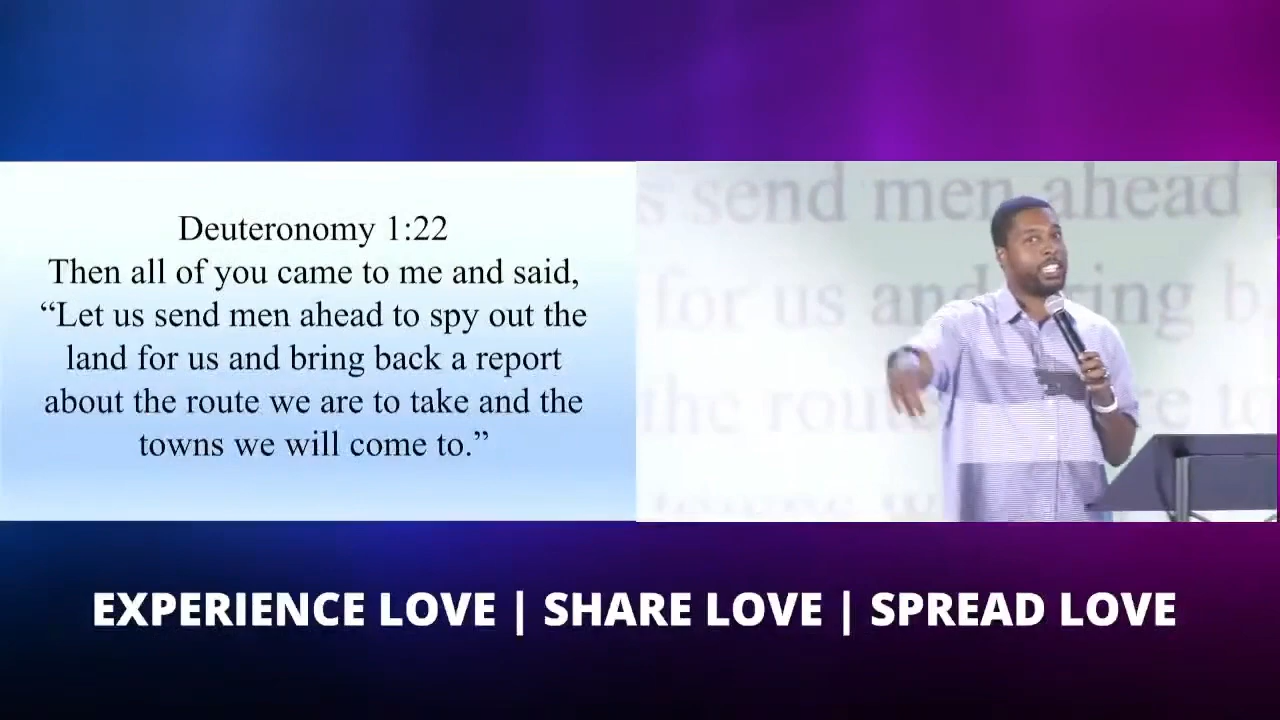 Deuteronomy 1:22
Then all of you came to me and said,
“Let us send men ahead to spy out the
land for us and bring back a report
about the route we are to take and the
towns we will come to.”
send men ahead
for us and bring b
the route are to
EXPERIENCE LOVE | SHARE LOVE | SPREAD LOVE